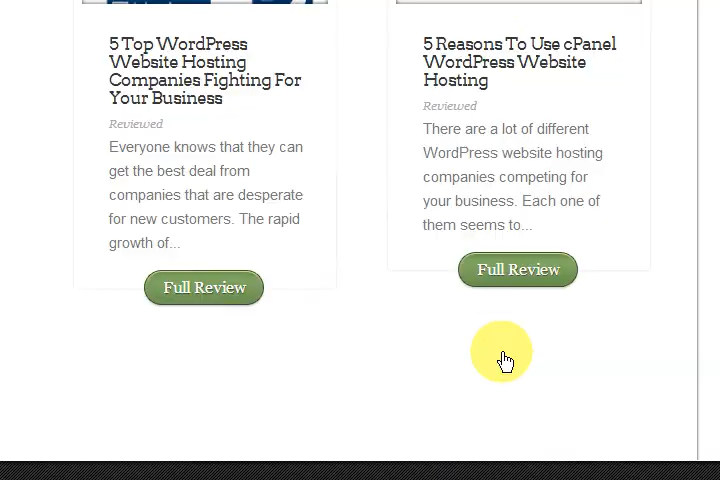 5 Top WordPress
Website Hosting
Companies Fighting For
Your Business
Reviewed
Everyone knows that they can
get the best deal from
companies that are desperate
for new customers. The rapid
growth of...
Full Review
5 Reasons To Use cPanel
WordPress Website
Hosting
Reviewed
There are a lot of different
WordPress website hosting
companies competing for
your business. Each one of
them seems to...
Full Review